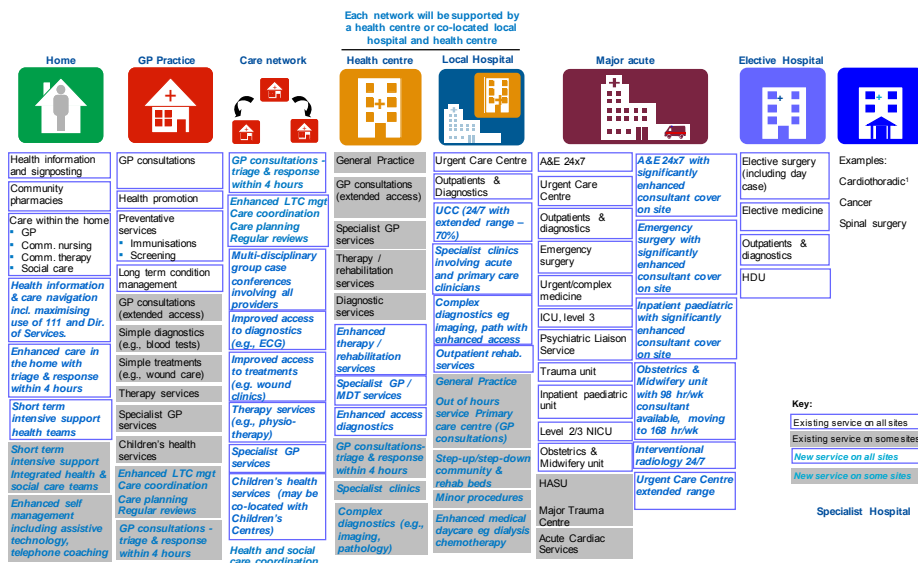 Each network will be supported by
a health centre or co-located local
hospital and health centre
Home
GP Practice
Care network
Health centre
Local Hospital
Major acute
Elective Hospital
Health information
and signposting
Community
pharmacies
Care within the home
GP
Comm. nursing
Comm. therapy
Social care
Health information
& care navigation
incl. maximising
use of 111 and Dir.
of Services.
Enhanced care in
the home with
triage & response
within 4 hours
Short term
intensive support
health teams
Short term
intensive support
Integrated health &
social care teams
Enhanced self
management
including assistive
technology,
telephone coaching
GP consultations
Health promotion
Preventative
services
Immunisations
Screening
Long term condition
management
GP consultations
(extended access)
Simple diagnostics
(e.g., blood tests)
Simple treatments
(e.g., wound care)
Therapy services
Specialist GP
services
Children's health
services
Enhanced LTC mgt
Care coordination
Care planning
Regular reviews
GP consultations -
triage & response
within 4 hours
GP consultations -
triage & response
within 4 hours
Enhanced LTC mgt
Care coordination
Care planning
Regular reviews
Multi-disciplinary
group case
conferences
involving all
providers
Improved access
to diagnostics
(e.g., ECG)
Improved access
to treatments
(e.g. wound
clinics)
Therapy services
(e.g., physio-
therapy)
Specialist GP
services
Children's health
services (may be
co-located with
Children's
Centres)
Health and social
care coordination
General Practice
GP consultations
(extended access)
Specialist GP
services
Therapy /
rehabilitation
services
Diagnostic
services
Enhanced
therapy /
rehabilitation
services
Specialist GP /
MDT services
Enhanced access
diagnostics
GP consultations-
triage & response
within 4 hours
Specialist clinics
Complex
diagnostics (e.g.,
imaging,
pathology)
Urgent Care Centre
Outpatients &
Diagnostics
UCC (24/7 with
extended range –
70%)
Specialist clinics
involving acute
and primary care
clinicians
Complex
diagnostics eg
imaging, path with
enhanced access
Outpatient rehab.
services
General Practice
Out of hours
service Primary
care centre (GP
consultations)
Step-up/step-down
community &
rehab beds
Minor procedures
Enhanced medical
daycare eg dialysis
chemotherapy
A&E 24x7
Urgent Care
Centre
Outpatients &
diagnostics
Emergency
surgery
Urgent/complex
medicine
ICU, level 3
Psychiatric Liaison
Service
Trauma unit
Inpatient paediatric
unit
Level 2/3 NICU
Obstetrics &
Midwifery unit
HASU
Major Trauma
Centre
Acute Cardiac
Services
A&E 24x7 with
significantly
enhanced
consultant cover
on site
Emergency
surgery with
significantly
enhanced
consultant cover
on site
Inpatient paediatric
with significantly
enhanced
consultant cover
on site
Obstetrics &
Midwifery unit
with 98 hr/wk
consultant
available, moving
to 168 hr/wk
Interventional
radiology 24/7
Urgent Care Centre
extended range
Elective surgery
(including day
case)
Elective medicine
Outpatients &
diagnostics
HDU
Examples:
Cardiothoradic¹
Cancer
Spinal surgery
Key:
Existing service on all sites
Existing service on some sites
New service on all sites
New service on some sites
Specialist Hospital